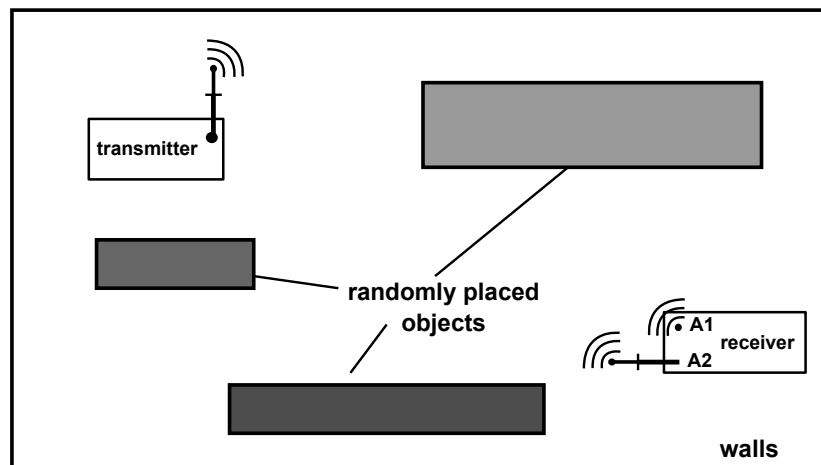 transmitter
randomly placed
objects
A1
receiver
A2
walls